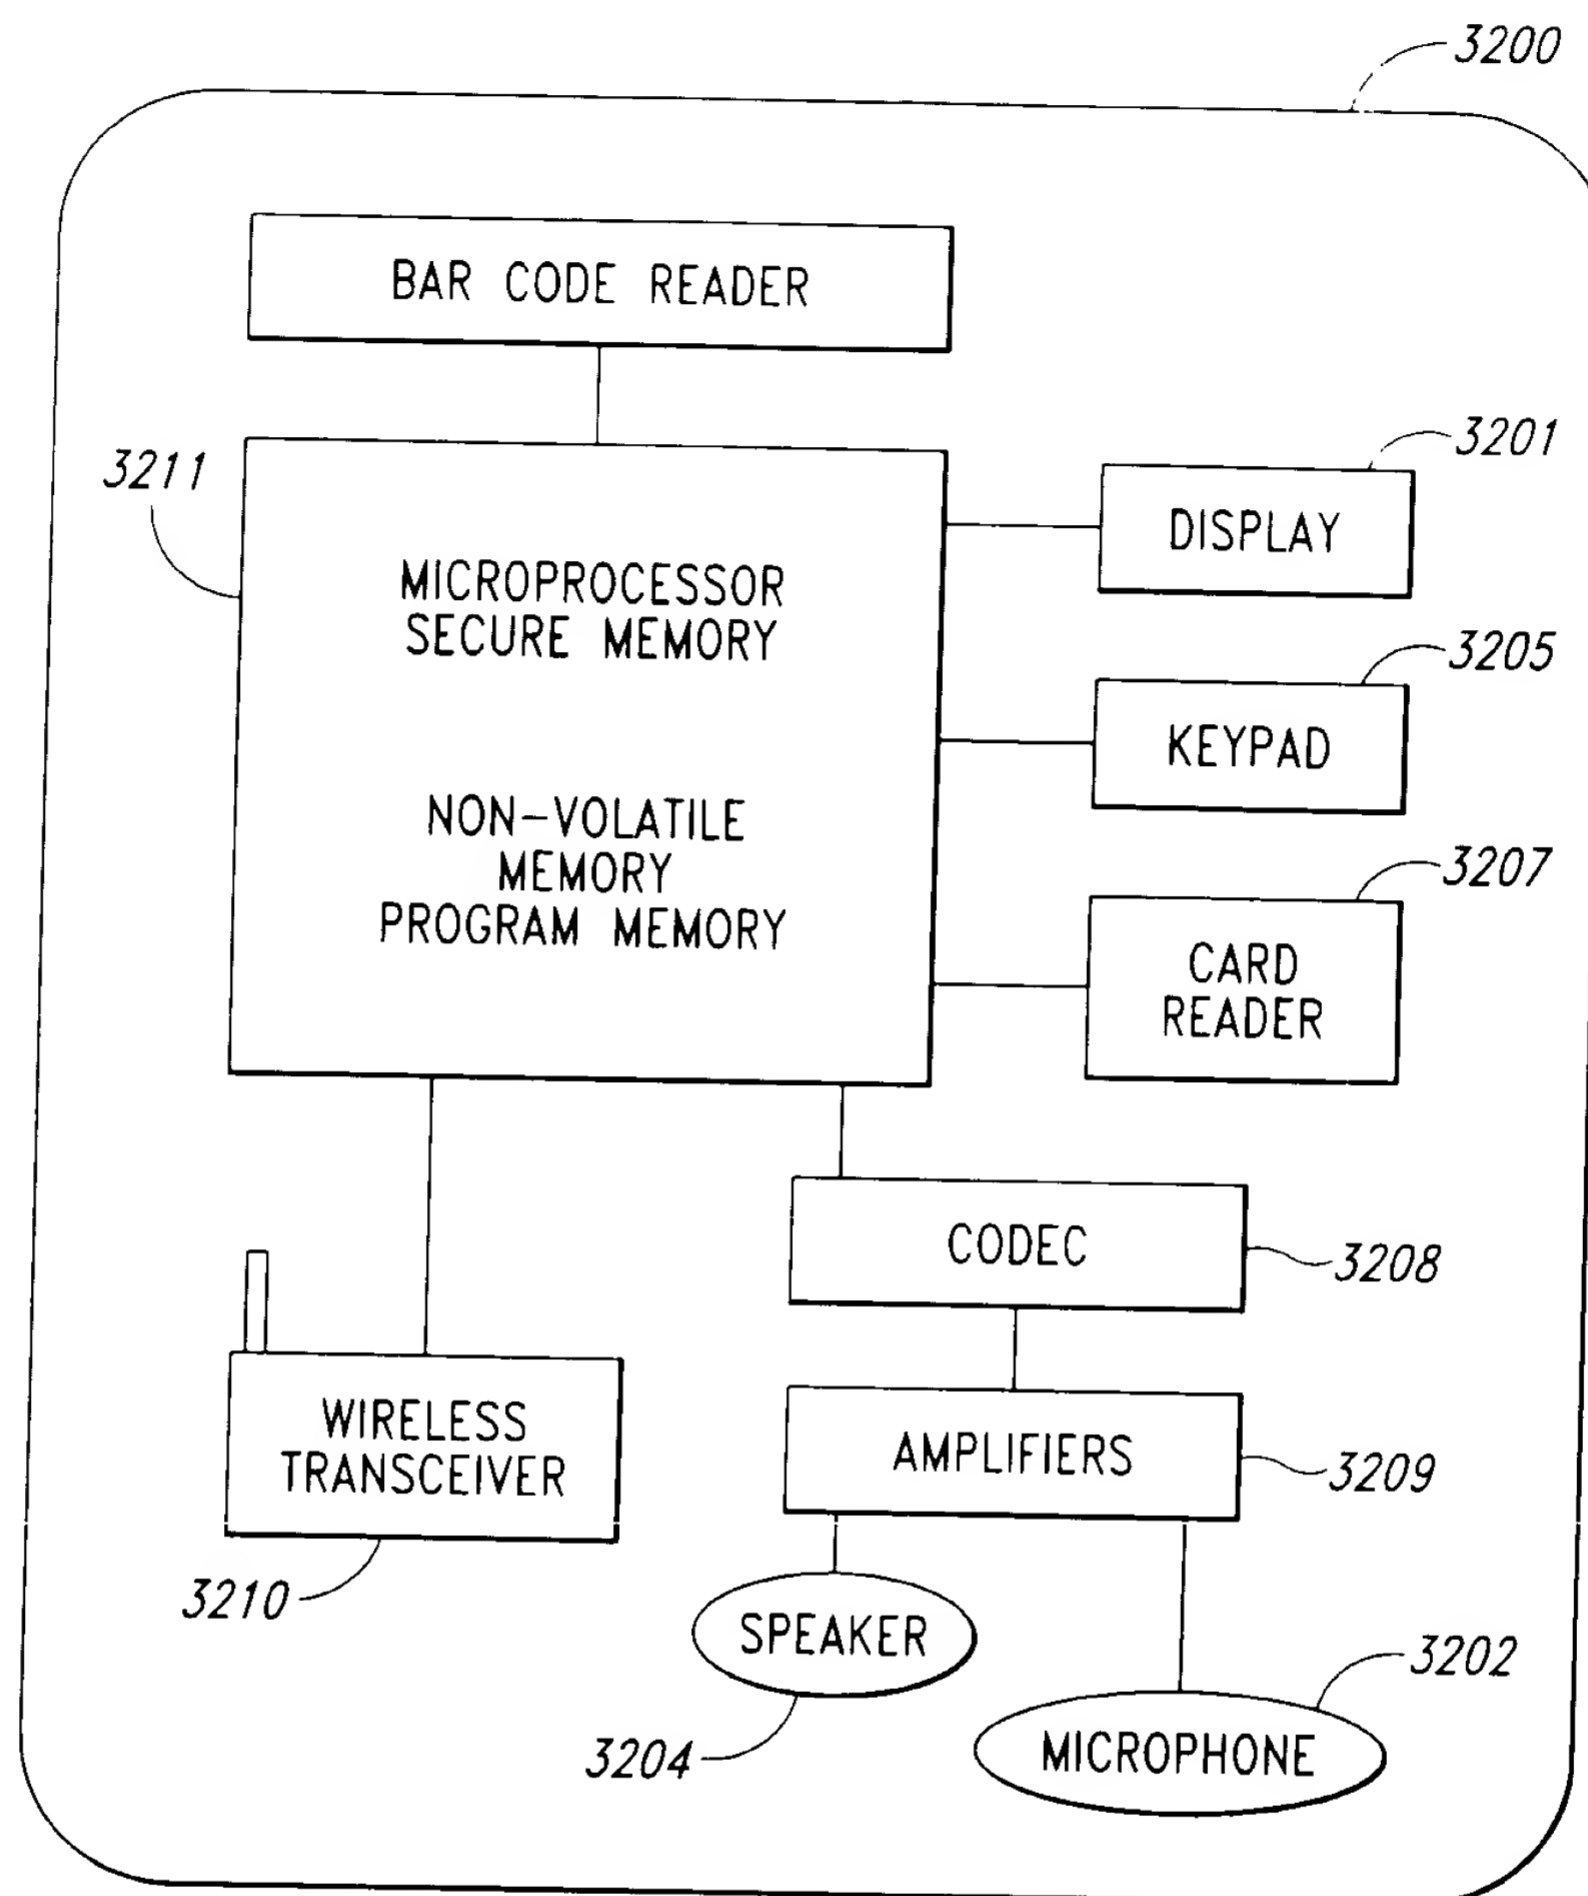 3200
BAR CODE READER
3211
3201
DISPLAY
MICROPROCESSOR
SECURE MEMORY
3205
KEYPAD
NON-VOLATILE
MEMORY
PROGRAM MEMORY
3207
CARD
READER
CODEC
3208
WIRELESS
TRANSCEIVER
AMPLIFIERS
3209
3210
SPEAKER
3204
3202
MICROPHONE